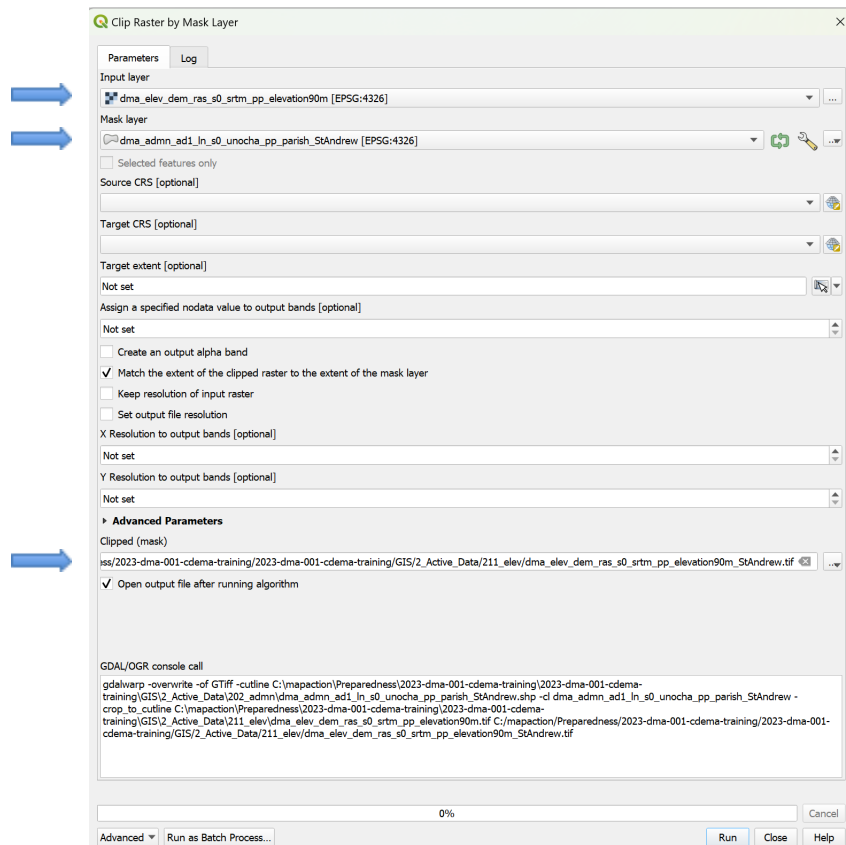 Clip Raster by Mask Layer
Parameters
Log
Input layer
dma_elev_dem_ras_s0_srtm_pp_elevation90m [EPSG:4326]
...
Mask layer
dma_admn_ad1_ln_s0_unocha_pp_parish_StAndrew [EPSG:4326]
...
Selected features only
Source CRS [optional]
Target CRS [optional]
Target extent [optional]
Not set
Assign a specified nodata value to output bands [optional]
Not set
Create an output alpha band
Match the extent of the clipped raster to the extent of the mask layer
Keep resolution of input raster
Set output file resolution
X Resolution to output bands [optional]
Not set
Y Resolution to output bands [optional]
Not set
Advanced Parameters
Clipped (mask)
ess/2023-dma-001-cdema-training/2023-dma-001-cdema-training/GIS/2_Active_Data/211_elev/dma_elev_dem_ras_s0_srtm_pp_elevation90m_StAndrew.tif
...
Open output file after running algorithm
GDAL/OGR console call
gdalwarp -overwrite -of GTiff -cutline C:\mapaction\Preparedness\2023-dma-001-cdema-training\2023-dma-001-cdema-
training\GIS\2_Active_Data\202_admn\dma_admn_ad1_ln_s0_unocha_pp_parish_StAndrew.shp -cl dma_admn_ad1_ln_s0_unocha_pp_parish_StAndrew -
crop_to_cutline C:\mapaction\Preparedness\2023-dma-001-cdema-training\2023-dma-001-cdema-
training\GIS\2_Active_Data\211_elev\dma_elev_dem_ras_s0_srtm_pp_elevation90m.tif C:/mapaction/Preparedness/2023-dma-001-cdema-training/2023-dma-001-
cdema-training/GIS/2_Active_Data/211_elev/dma_elev_dem_ras_s0_srtm_pp_elevation90m_StAndrew.tif
0%
Cancel
Advanced
Run as Batch Process...
Run
Close
Help